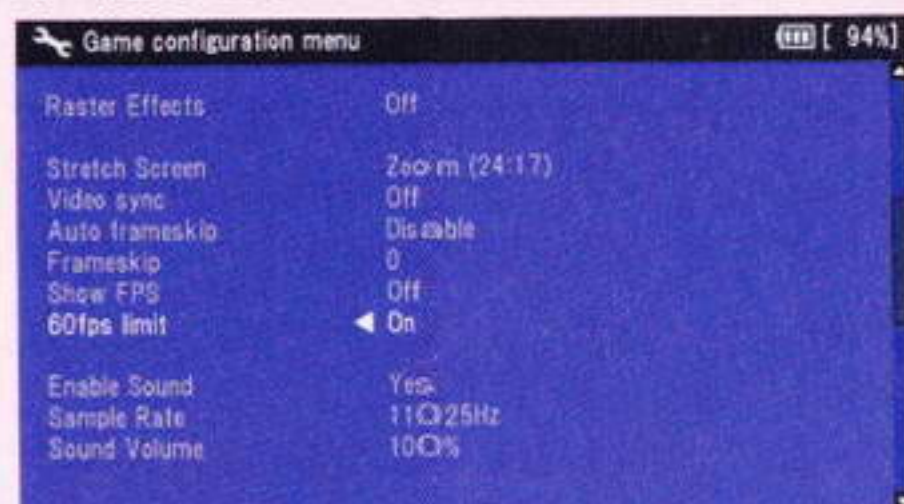 Game configuration menu [ 94%]
Raster Effects Off
Stretch Screen Zoom (24:17)
Video sync Off
Auto frameskip Disable
Frameskip 0
Show FPS Off
60fps limit ◀ On
Enable Sound Yes
Sample Rate 11025Hz
Sound Volume 100%